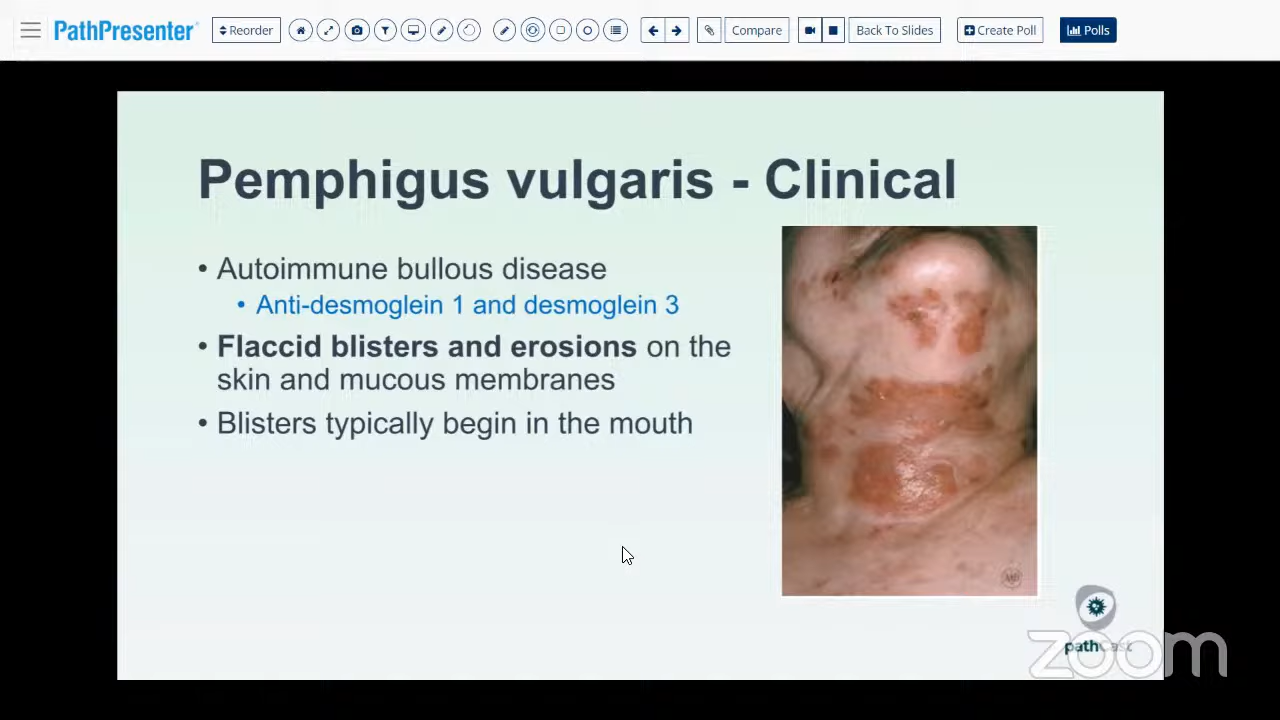 PathPresenter
Reorder
Compare
Back To Slides
Create Poll
Polls
Pemphigus vulgaris - Clinical
• Autoimmune bullous disease
• Anti-desmoglein 1 and desmoglein 3
• Flaccid blisters and erosions on the
skin and mucous membranes
• Blisters typically begin in the mouth
pathCast
zoom